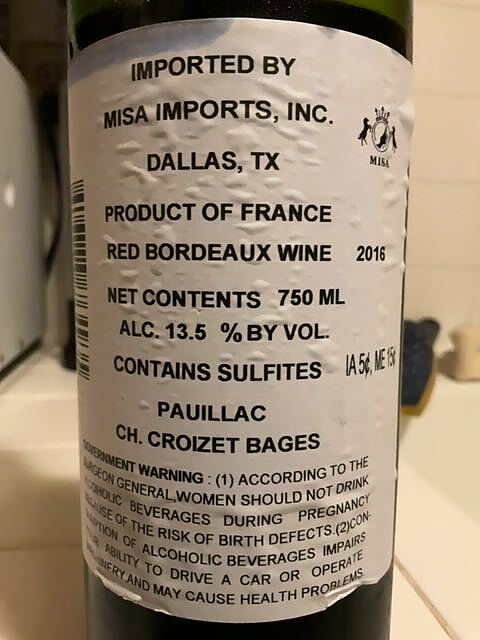 IMPORTED BY
MISA IMPORTS, INC.
MISA
DALLAS, TX
PRODUCT OF FRANCE
RED BORDEAUX WINE 2016
NET CONTENTS 750 ML
ALC. 13.5 % BY VOL.
CONTAINS SULFITES IA 5¢, ME 15¢
PAUILLAC
CH. CROIZET BAGES
GOVERNMENT WARNING : (1) ACCORDING TO THE
SURGEON GENERAL,WOMEN SHOULD NOT DRINK
ALCOHOLIC BEVERAGES DURING PREGNANCY
BECAUSE OF THE RISK OF BIRTH DEFECTS.(2)CON-
SUMPTION OF ALCOHOLIC BEVERAGES IMPAIRS
YOUR ABILITY TO DRIVE A CAR OR OPERATE
MACHINERY,AND MAY CAUSE HEALTH PROBLEMS.